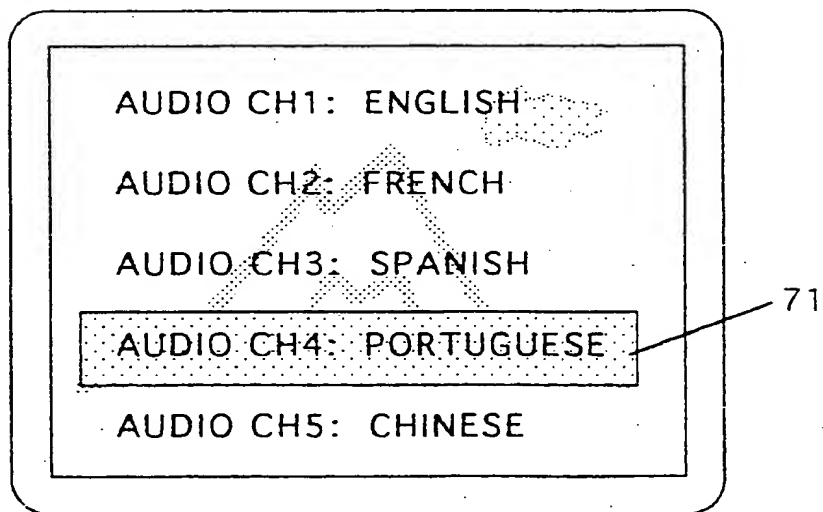 AUDIO CH1: ENGLISH
AUDIO CH2: FRENCH
AUDIO CH3: SPANISH
AUDIO CH4: PORTUGUESE
71
AUDIO CH5: CHINESE